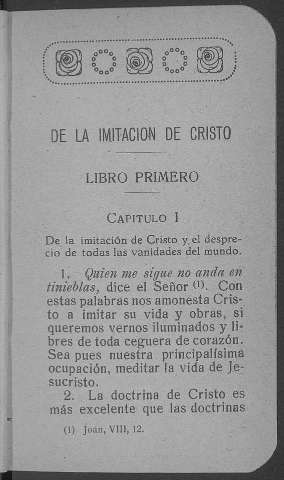 DE LA IMITACION DE CRISTO
LIBRO PRIMERO
CAPITULO I
De la imitación de Cristo y el despre-
cio de todas las vanidades del mundo.
1. Quien me sigue no anda en
tinieblas, dice el Señor (1). Con
estas palabras nos amonesta Cris-
to a imitar su vida y obras, si
queremos vernos iluminados y li-
bres de toda ceguera de corazón.
Sea pues nuestra principalísima
ocupación, meditar la vida de Je-
sucristo.
2. La doctrina de Cristo es
más excelente que las doctrinas
(1) Joan, VIII, 12.